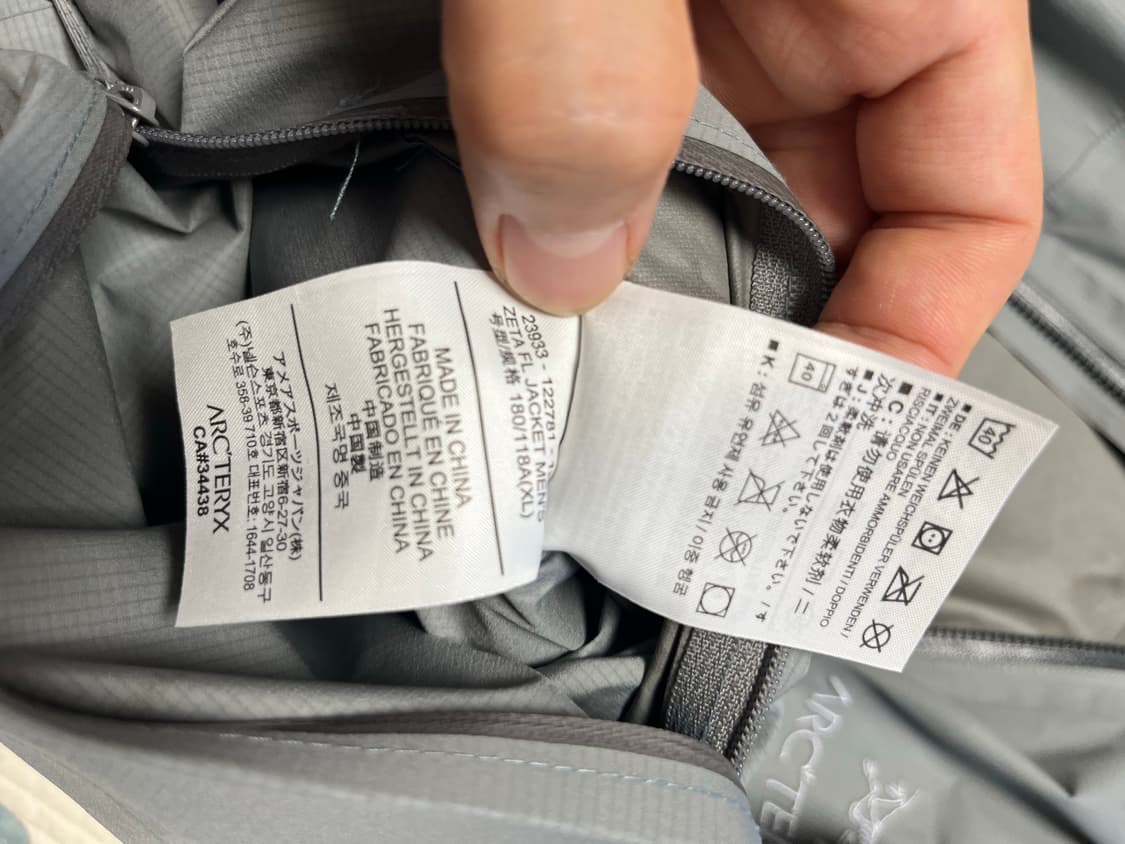 40
■ DE: KEINEN WEICHSPÜLER VERWENDEN /
ZWEIMAL SPÜLEN
■ IT: NON USARE AMMORBIDENTI / DOPPIO
RISCIACQUO
■ C: 请勿使用衣物柔软剂 / 二
次冲洗
■ J: 柔軟剤は使用しないで下さい。/ す
すぎは2回して下さい。
40
■ K: 섬유 유연제 사용 금지 / 이중 헹굼
23933 - 122781 -
ZETA FL JACKET MEN'S
号型/规格 180/118A(XL)
MADE IN CHINA
FABRIQUÉ EN CHINE
HERGESTELLT IN CHINA
FABRICADO EN CHINA
中国制造
中國製
제조국명 중국
アメアスポーツジャパン(株)
東京都新宿区新宿6-27-30
(주)넬슨스포츠 경기도 고양시 일산동구
호수로 358-39 710호 대표번호: 1644-1708
ARC'TERYX
CA#34438
ARC'TE